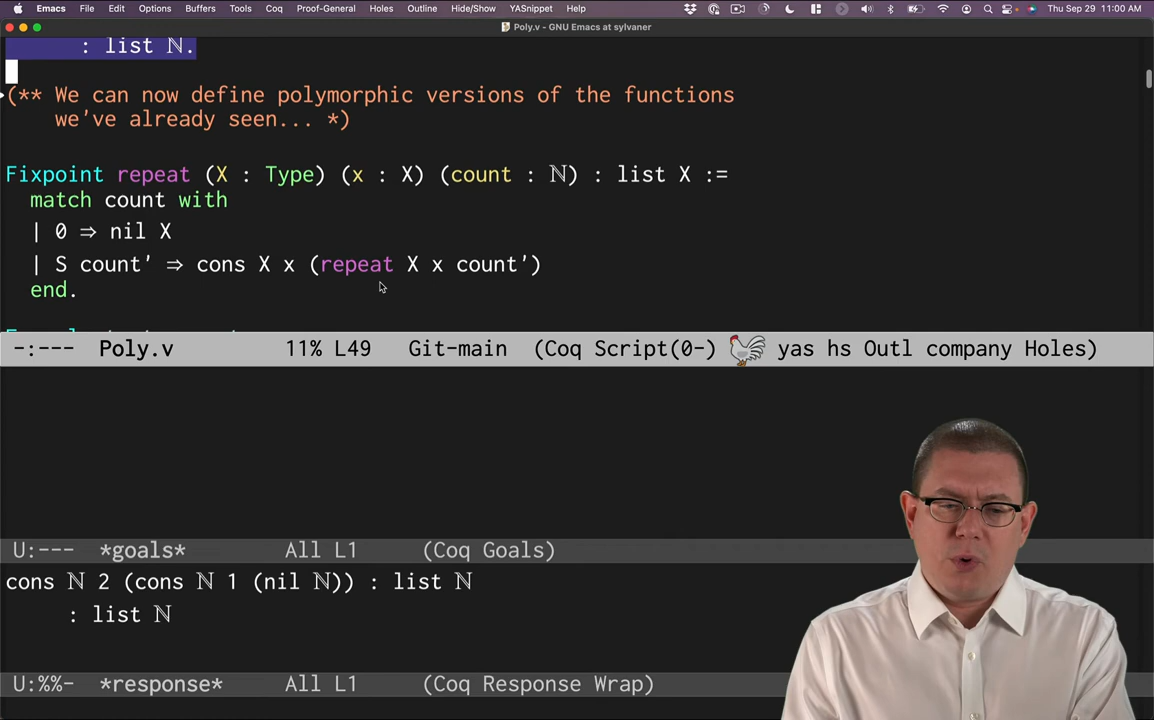 Emacs File Edit Options Buffers Tools Coq Proof-General Holes Outline Hide/Show YASnippet Help Thu Sep 29 11:00 AM
Poly.v - GNU Emacs at sylvaner
: list ℕ.
(** We can now define polymorphic versions of the functions
we've already seen... *)
Fixpoint repeat (X : Type) (x : X) (count : ℕ) : list X :=
match count with
| 0 ⇒ nil X
| S count' ⇒ cons X x (repeat X x count')
end.
-:--- Poly.v 11% L49 Git-main (Coq Script(0-) yas hs Outl company Holes)
U:--- *goals* All L1 (Coq Goals)
cons ℕ 2 (cons ℕ 1 (nil ℕ)) : list ℕ
: list ℕ
U:%%- *response* All L1 (Coq Response Wrap)